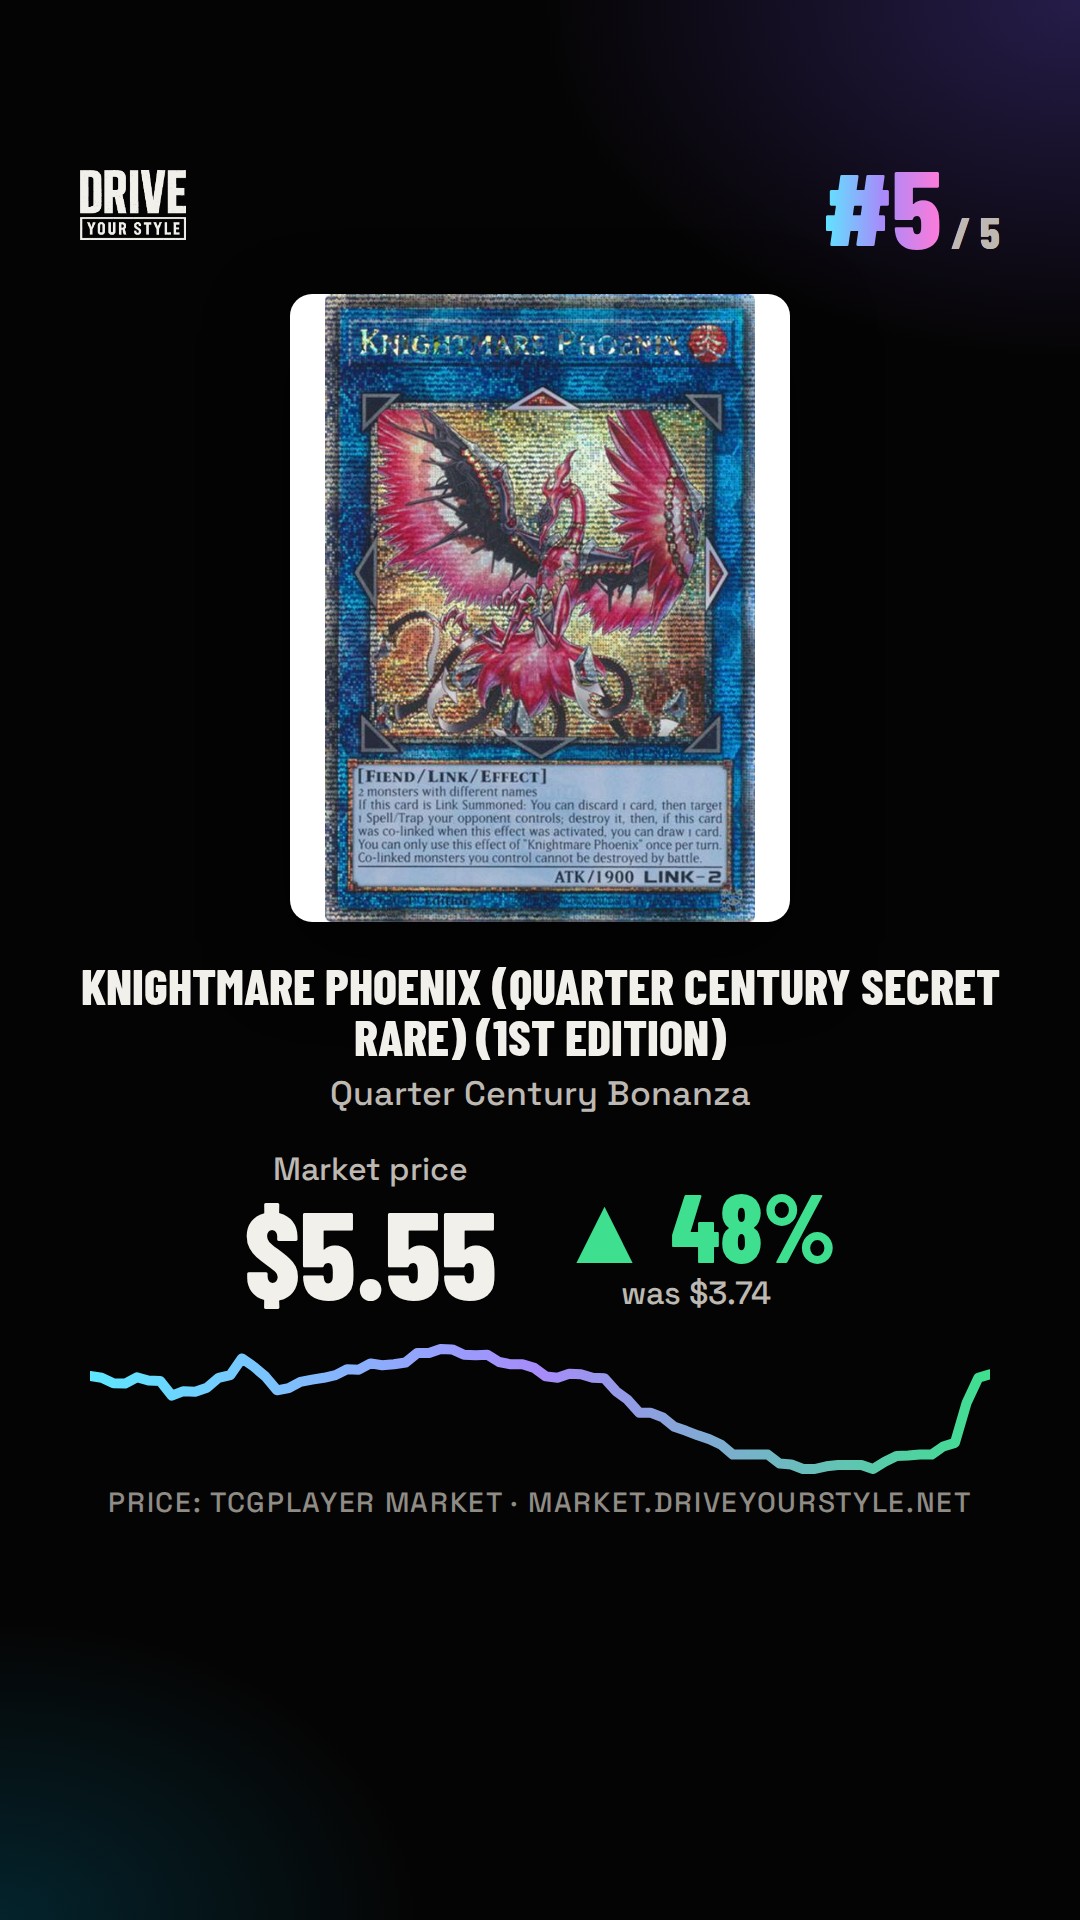 DRIVE
YOUR STYLE
#5 / 5
KNIGHTMARE PHOENIX
炎
[FIEND/LINK/EFFECT]
2 monsters with different names
If this card is Link Summoned: You can discard 1 card, then target
1 Spell/Trap your opponent controls; destroy it, then, if this card
was co-linked when this effect was activated, you can draw 1 card.
You can only use this effect of "Knightmare Phoenix" once per turn.
Co-linked monsters you control cannot be destroyed by battle.
ATK/1900 LINK-2
Edition
KNIGHTMARE PHOENIX (QUARTER CENTURY SECRET
RARE) (1ST EDITION)
Quarter Century Bonanza
Market price
$5.55
▲ 48%
was $3.74
PRICE: TCGPLAYER MARKET · MARKET.DRIVEYOURSTYLE.NET